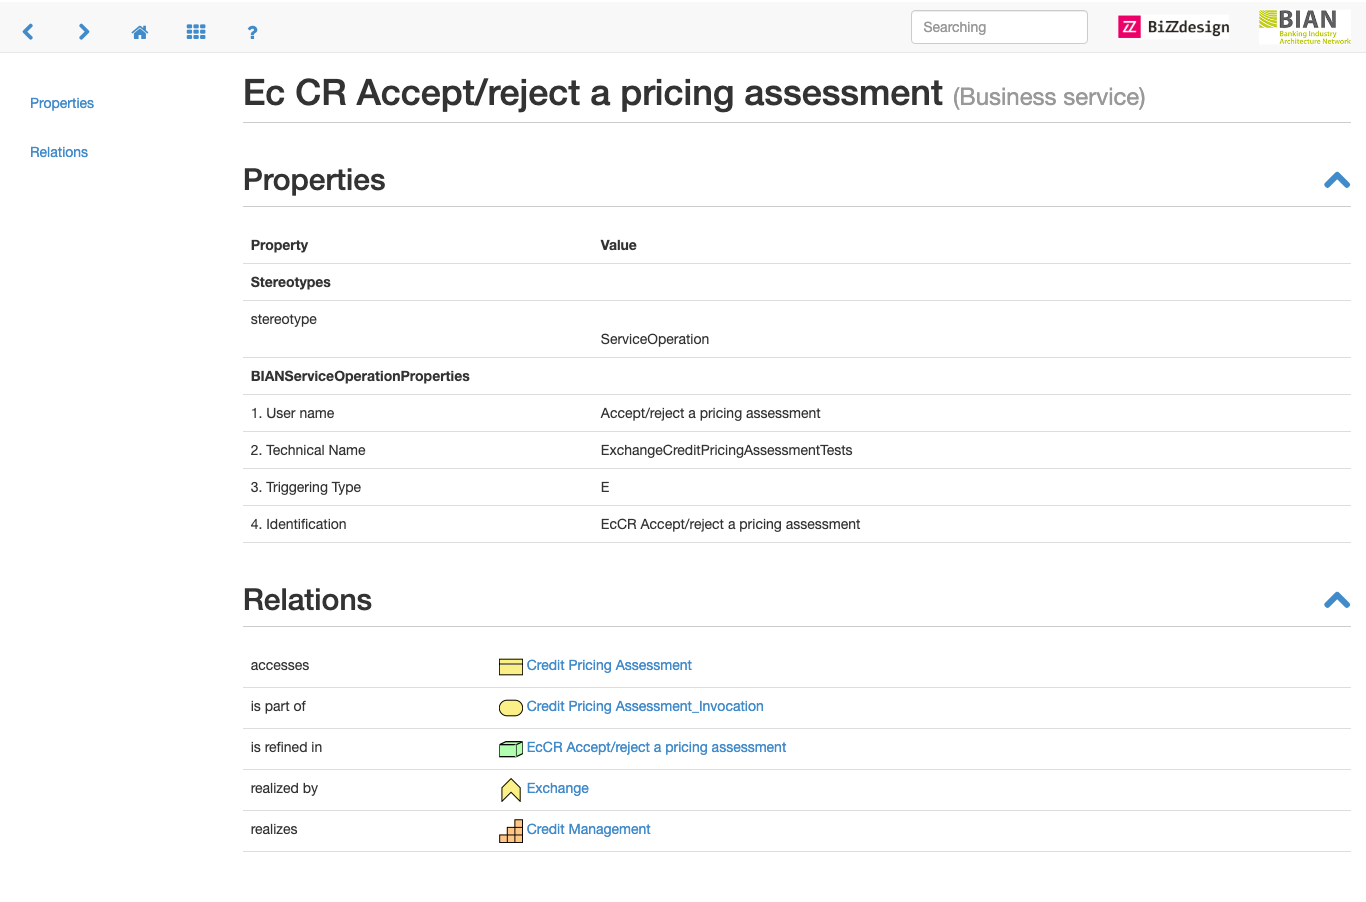 ?
Searching
ZZ BiZZdesign
BIAN
Banking Industry
Architecture Network
Properties
Relations
Ec CR Accept/reject a pricing assessment (Business service)
Properties
Property Value
Stereotypes
stereotype
ServiceOperation
BIANServiceOperationProperties
1. User name Accept/reject a pricing assessment
2. Technical Name ExchangeCreditPricingAssessmentTests
3. Triggering Type E
4. Identification EcCR Accept/reject a pricing assessment
Relations
accesses Credit Pricing Assessment
is part of Credit Pricing Assessment_Invocation
is refined in EcCR Accept/reject a pricing assessment
realized by Exchange
realizes Credit Management